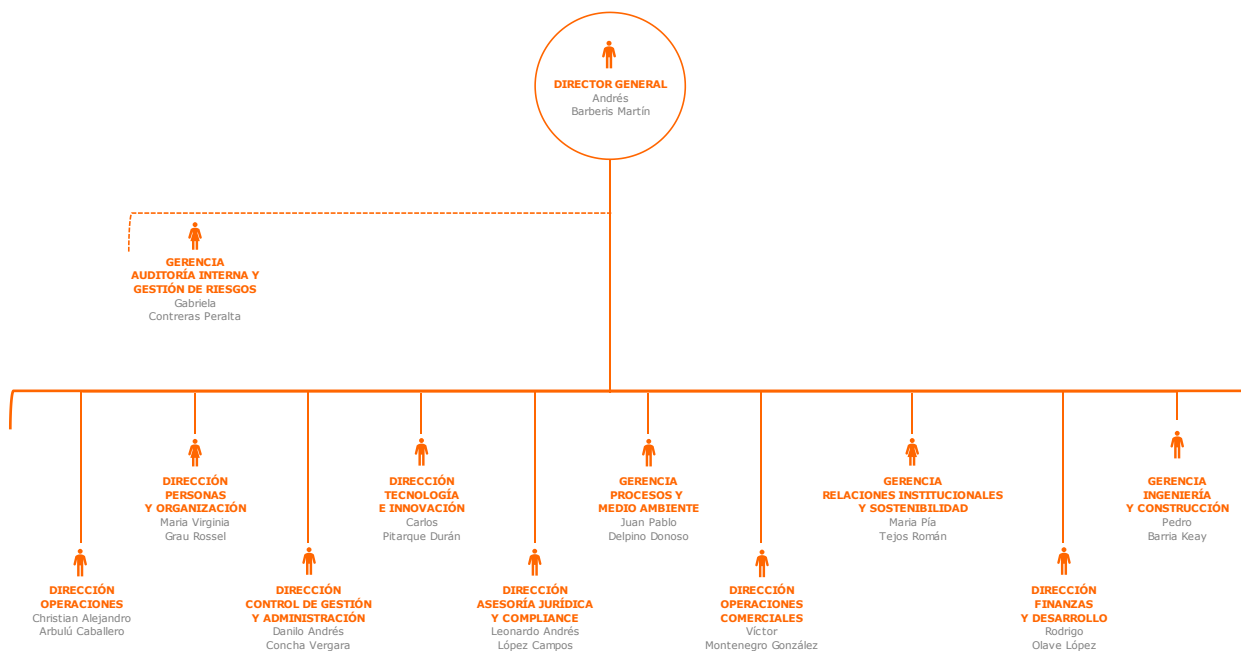 DIRECTOR GENERAL
Andrés
Barberis Martín
GERENCIA
AUDITORÍA INTERNA Y
GESTIÓN DE RIESGOS
Gabriela
Contreras Peralta
DIRECCIÓN
PERSONAS
Y ORGANIZACIÓN
Maria Virginia
Grau Rossel
DIRECCIÓN
TECNOLOGÍA
E INNOVACIÓN
Carlos
Pitarque Durán
GERENCIA
PROCESOS Y
MEDIO AMBIENTE
Juan Pablo
Delpino Donoso
GERENCIA
RELACIONES INSTITUCIONALES
Y SOSTENIBILIDAD
Maria Pía
Tejos Román
GERENCIA
INGENIERÍA
Y CONSTRUCCIÓN
Pedro
Barria Keay
DIRECCIÓN
OPERACIONES
Christian Alejandro
Arbulú Caballero
DIRECCIÓN
CONTROL DE GESTIÓN
Y ADMINISTRACIÓN
Danilo Andrés
Concha Vergara
DIRECCIÓN
ASESORÍA JURÍDICA
Y COMPLIANCE
Leonardo Andrés
López Campos
DIRECCIÓN
OPERACIONES
COMERCIALES
Víctor
Montenegro González
DIRECCIÓN
FINANZAS
Y DESARROLLO
Rodrigo
Olave López